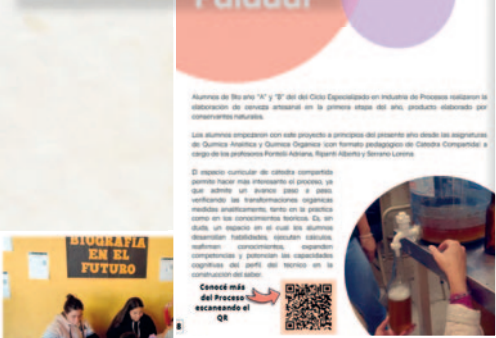 Paladar
Alumnos de 5to año "A" y "B" del del Ciclo Especializado en Industria de Procesos realizaron la
elaboración de cerveza artesanal en la primera etapa del año, producto elaborado por
conservantes naturales.
Los alumnos empezaron con este proyecto a principios del presente año desde las asignaturas
de Química Analítica y Química Orgánica (con formato pedagógico de Cátedra Compartida) a
cargo de los profesores Fontelli Adriana, Ripanti Alberto y Serrano Lorena.
El espacio curricular de cátedra compartida
permite hacer mas interesante el proceso, ya
que admite un avance paso a paso,
verificando las transformaciones orgánicas
medidas analíticamente, tanto en la práctica
como en los conocimientos teóricos. Es, sin
duda, un espacio en el cual los alumnos
desarrollan habilidades, ejecutan cálculos,
reafirman conocimientos, expanden
competencias y potencian las capacidades
cognitivas del perfil del técnico en la
construcción del saber.
Conocé más
del Proceso
escaneando el
QR
8
BIOGRAFIA
EN EL
FUTURO